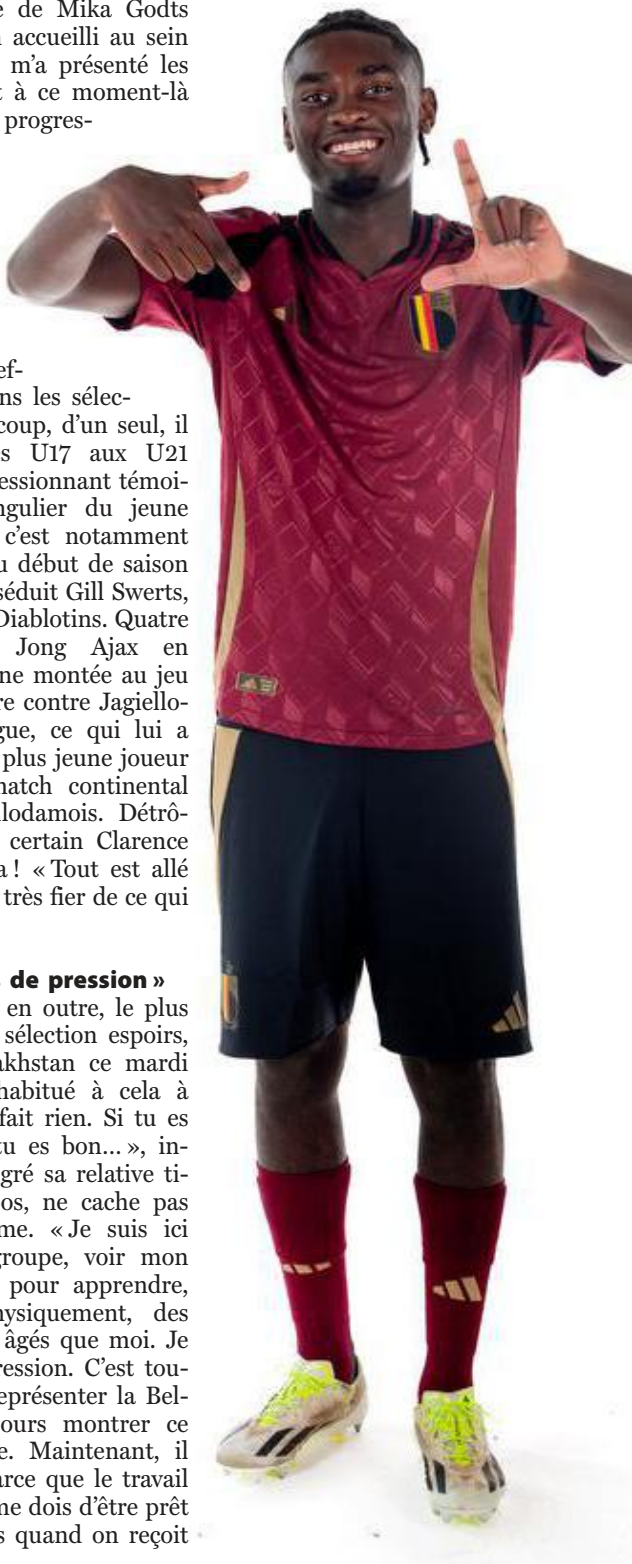 e de Mika Godts
accueilli au sein
m'a présenté les
t à ce moment-là
progres-
ef-
ns les sélec-
coup, d'un seul, il
s U17 aux U21
essionnant témoi-
ngulier du jeune
c'est notamment
u début de saison
séduit Gill Swerts,
Diablotins. Quatre
Jong Ajax en
ne montée au jeu
re contre Jagiello-
gue, ce qui lui a
plus jeune joueur
match continental
llodamois. Détrô-
certain Clarence
a ! « Tout est allé
très fier de ce qui
de pression »
en outre, le plus
sélection espoirs,
akhstan ce mardi
habitué à cela à
fait rien. Si tu es
tu es bon... », in-
gré sa relative ti-
os, ne cache pas
me. « Je suis ici
groupe, voir mon
pour apprendre,
hysiquement, des
âgés que moi. Je
ression. C'est tou-
eprésenter la Bel-
ours montrer ce
e. Maintenant, il
arce que le travail
me dois d'être prêt
s quand on reçoit